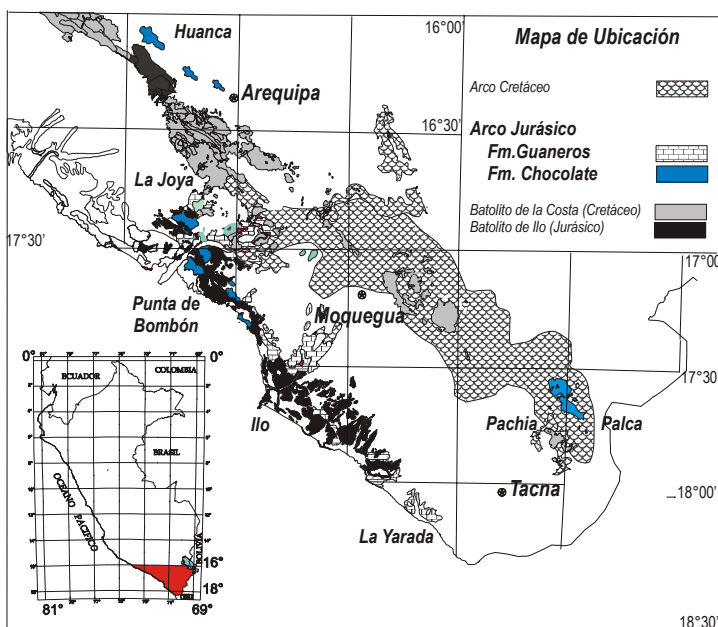 Huanca
16°00'
Mapa de Ubicación
Arequipa
Arco Cretáceo
16°30'
Arco Jurásico
Fm.Guaneros
Fm. Chocolate
La Joya
Batolito de la Costa (Cretáceo)
Batolito de Ilo (Jurásico)
17°30'
17°00'
Punta de
Bombón
Moquegua
0°
0°
ECUADOR
COLOMBIA
17°30'
Ilo
Pachia
Palca
BRASIL
OCEANO PACIFICO
Tacna
18°00'
La Yarada
BOLIVIA
16°
18°
81°
69°
18°30'